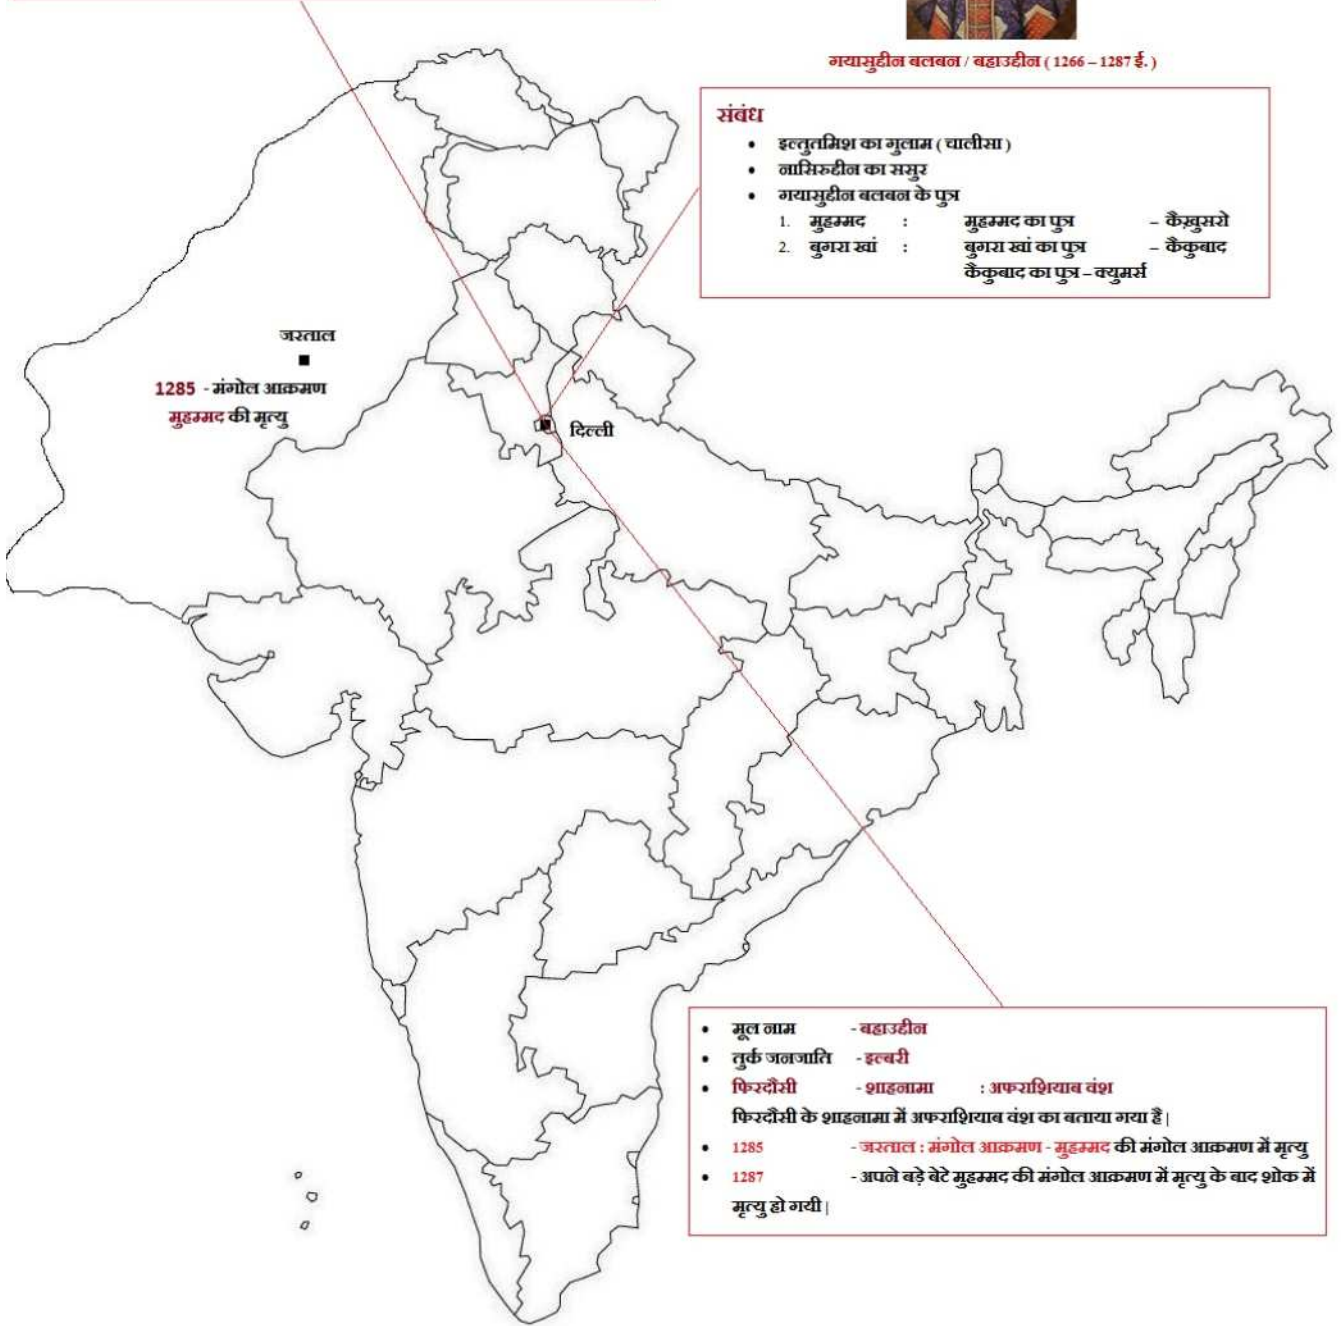 गयासुद्दीन बलबन / बहाउद्दीन ( 1266 – 1287 ई. )
संबंध
• इल्तुतमिश का गुलाम ( चालीसा )
• नासिरुद्दीन का ससुर
• गयासुद्दीन बलबन के पुत्र
1. मुहम्मद : मुहम्मद का पुत्र – कैख़ुसरो
2. बुगरा खां : बुगरा खां का पुत्र – कैकुबाद
कैकुबाद का पुत्र – क्युमर्स
जस्ताल
1285 - मंगोल आक्रमण
मुहम्मद की मृत्यु
दिल्ली
• मूल नाम - बहाउद्दीन
• तुर्क जनजाति - इल्बरी
• फिरदौसी - शाहनामा : अफराशियाब वंश
फिरदौसी के शाहनामा में अफराशियाब वंश का बताया गया है |
• 1285 - जस्ताल : मंगोल आक्रमण - मुहम्मद की मंगोल आक्रमण में मृत्यु
• 1287 - अपने बड़े बेटे मुहम्मद की मंगोल आक्रमण में मृत्यु के बाद शोक में
मृत्यु हो गयी |